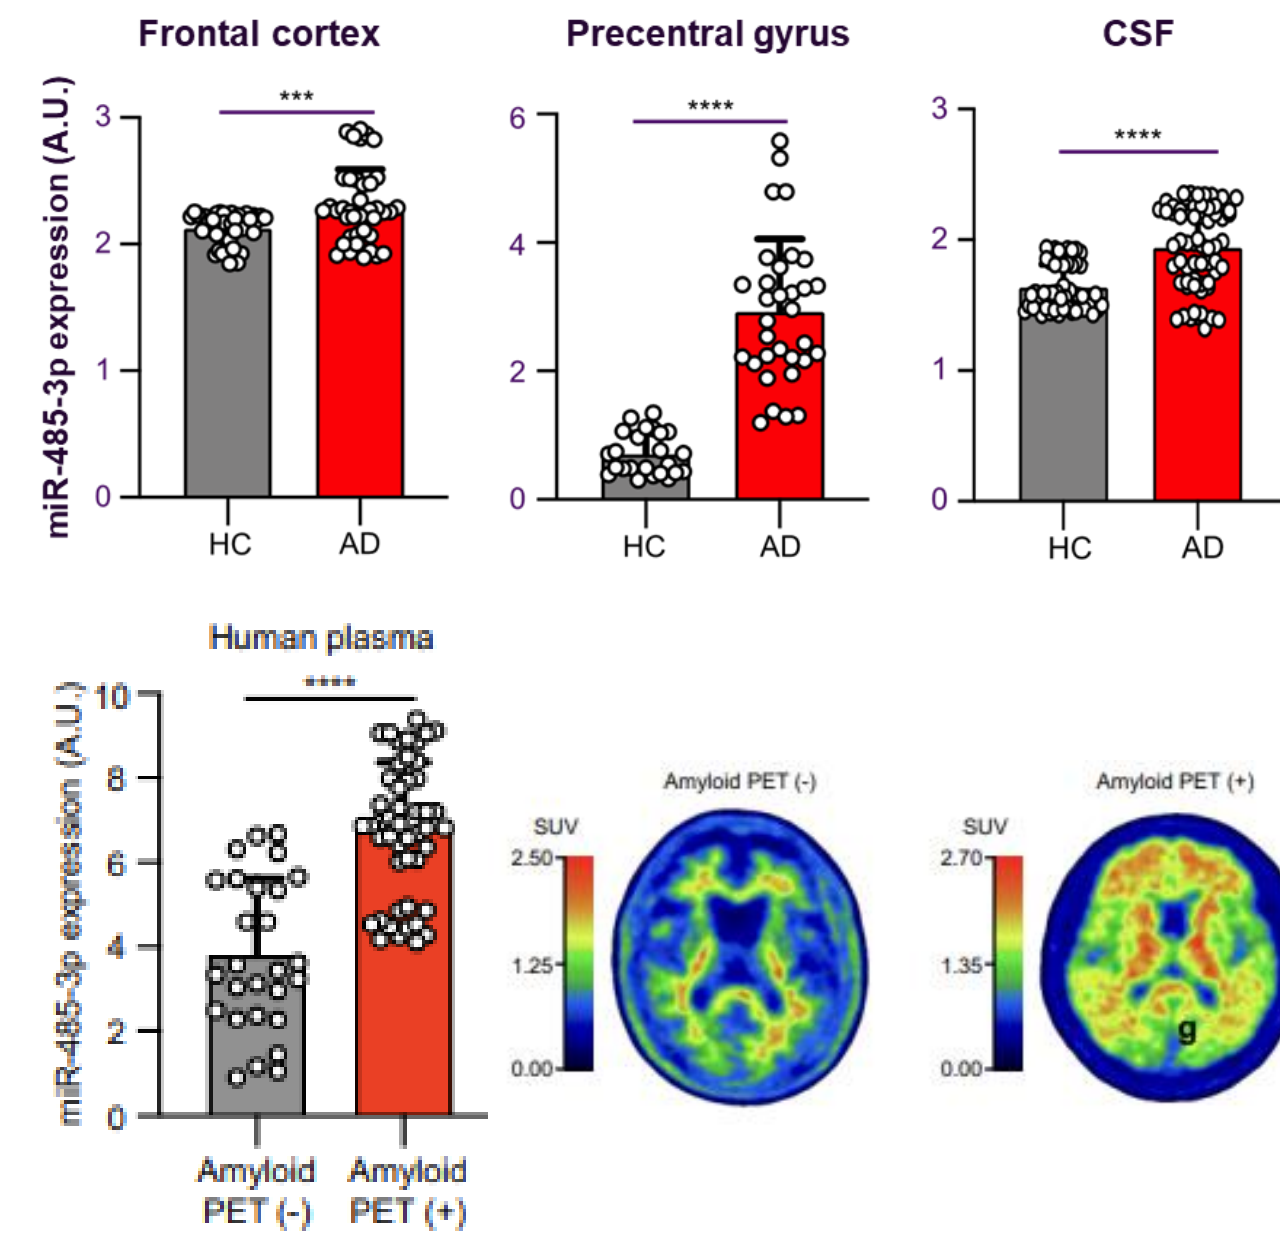 Frontal cortex
Precentral gyrus
CSF
miR-485-3p expression (A.U.)
3
2
1
0
***
HC
AD
6
4
2
0
****
HC
AD
3
2
1
0
****
HC
AD
Human plasma
miR-485-3p expression (A.U.)
10
8
6
4
2
0
****
Amyloid
PET (-)
Amyloid
PET (+)
Amyloid PET (-)
SUV
2.50
1.25
0.00
Amyloid PET (+)
SUV
2.70
1.35
0.00
g